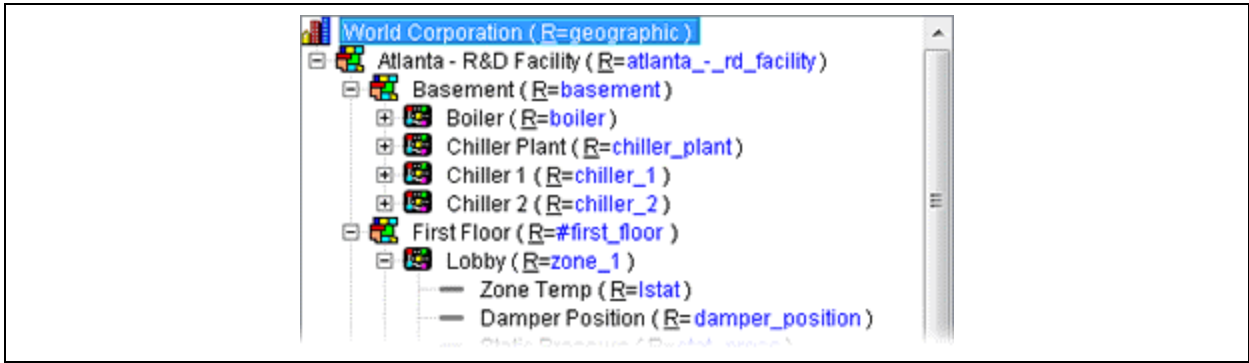 World Corporation ( R=geographic )
Atlanta - R&D Facility ( R=atlanta_-_rd_facility)
Basement ( R=basement)
Boiler ( R=boiler )
Chiller Plant ( R=chiller_plant)
Chiller 1 ( R=chiller_1 )
Chiller 2 ( R=chiller_2 )
First Floor ( R=#first_floor )
Lobby ( R=zone_1 )
Zone Temp ( R=lstat)
Damper Position ( R=damper_position )